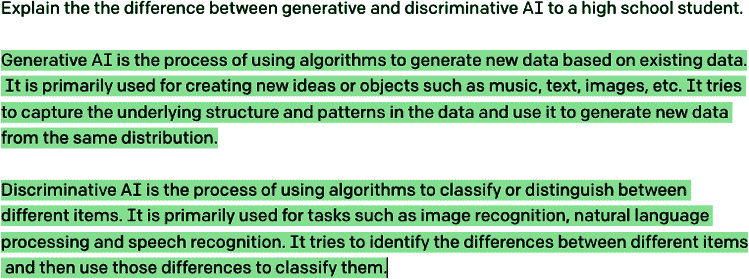 Explain the the difference between generative and discriminative AI to a high school student.
Generative AI is the process of using algorithms to generate new data based on existing data.
It is primarily used for creating new ideas or objects such as music, text, images, etc. It tries
to capture the underlying structure and patterns in the data and use it to generate new data
from the same distribution.
Discriminative AI is the process of using algorithms to classify or distinguish between
different items. It is primarily used for tasks such as image recognition, natural language
processing and speech recognition. It tries to identify the differences between different items
and then use those differences to classify them.